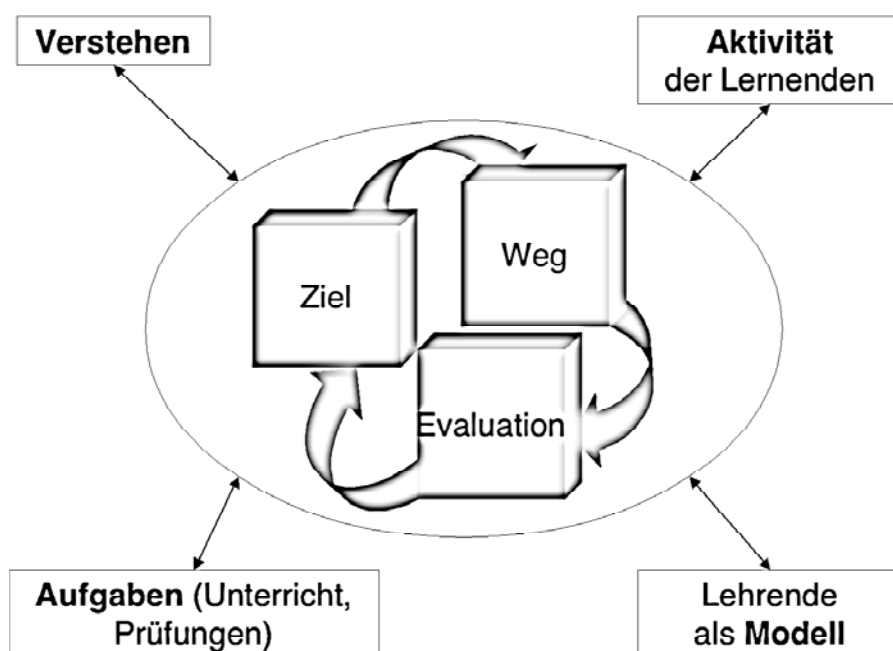 Verstehen
Aktivität
der Lernenden
Weg
Ziel
Evaluation
Aufgaben (Unterricht,
Prüfungen)
Lehrende
als Modell